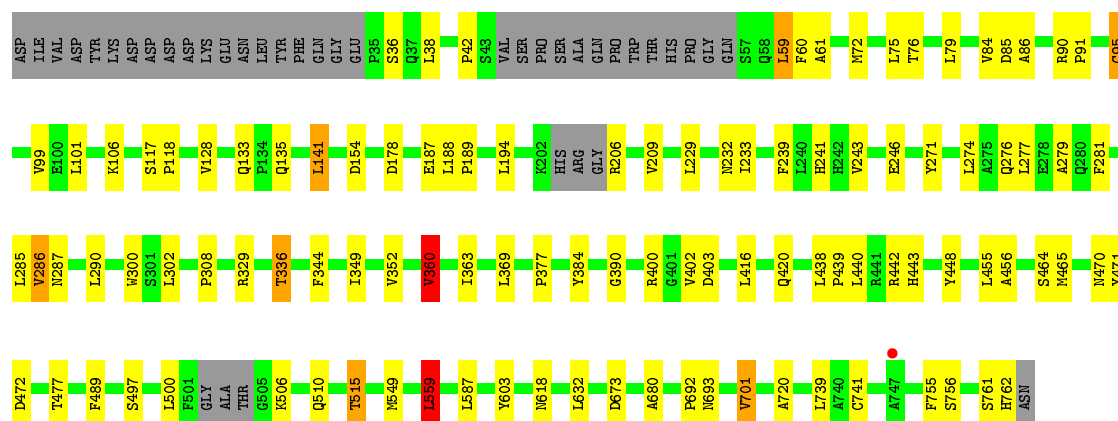 ASP ILE VAL ASP TYR LYS ASP ASP ASP ASP LYS GLU ASN LEU TYR PHE GLN GLY GLU P35 S36 Q37 L38 P42 S43 VAL SER PRO SER ALA GLN PRO TRP THR HIS PRO GLY GLN S57 Q58 L59 F60 A61 M72 L75 T76 L79 V84 D85 A86 R90 P91
V99 E100 L101 K106 S117 P118 V128 Q133 P134 Q135 L141 D154 D178 E187 L188 P189 L194 K202 HIS ARG GLY R206 V209 L229 N232 I233 F239 L240 H241 H242 V243 E246 Y271 L274 A275 Q276 L277 E278 A279 Q280 F281
L285 V286 N287 L290 W300 S301 L302 P308 R329 T336 F344 I349 V352 V360 I363 L369 P377 Y384 G390 R400 G401 V402 D403 L416 Q420 L438 P439 L440 R441 R442 H443 Y448 L455 A456 S464 M465 N470 Y471
D472 T477 F489 S497 L500 F501 GLY ALA THR G505 K506 Q510 T515 M549 L559 L587 Y603 N618 L632 D673 A680 P692 N693 V701 A720 L739 A740 C741 A747 F755 S756 S761 H762 ASN